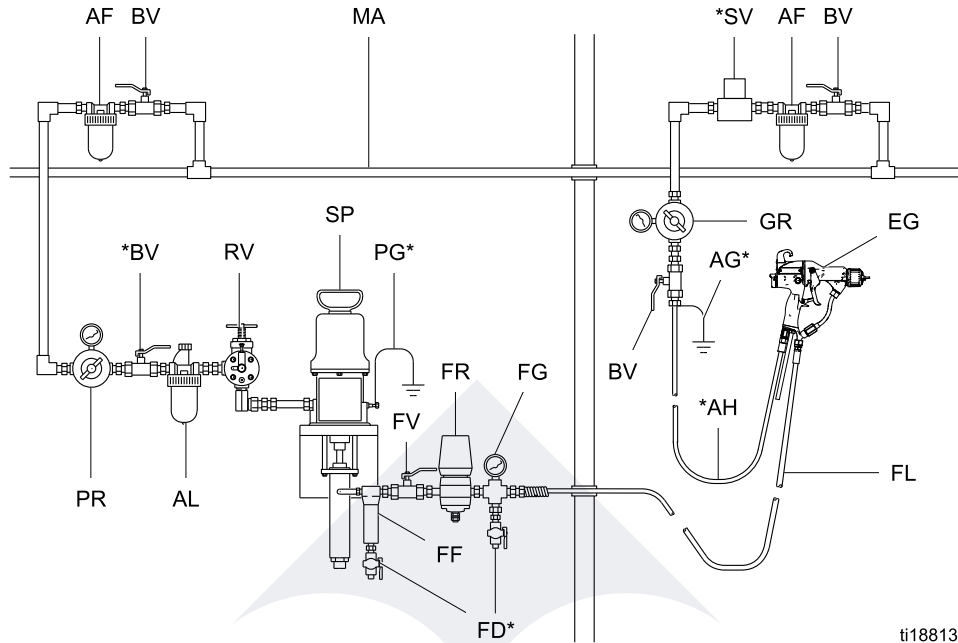 AF BV MA *SV AF BV
SP
GR EG
*BV RV PG* AG*
FR FG BV
FV *AH
PR AL FL
FF
FD*
ti18813